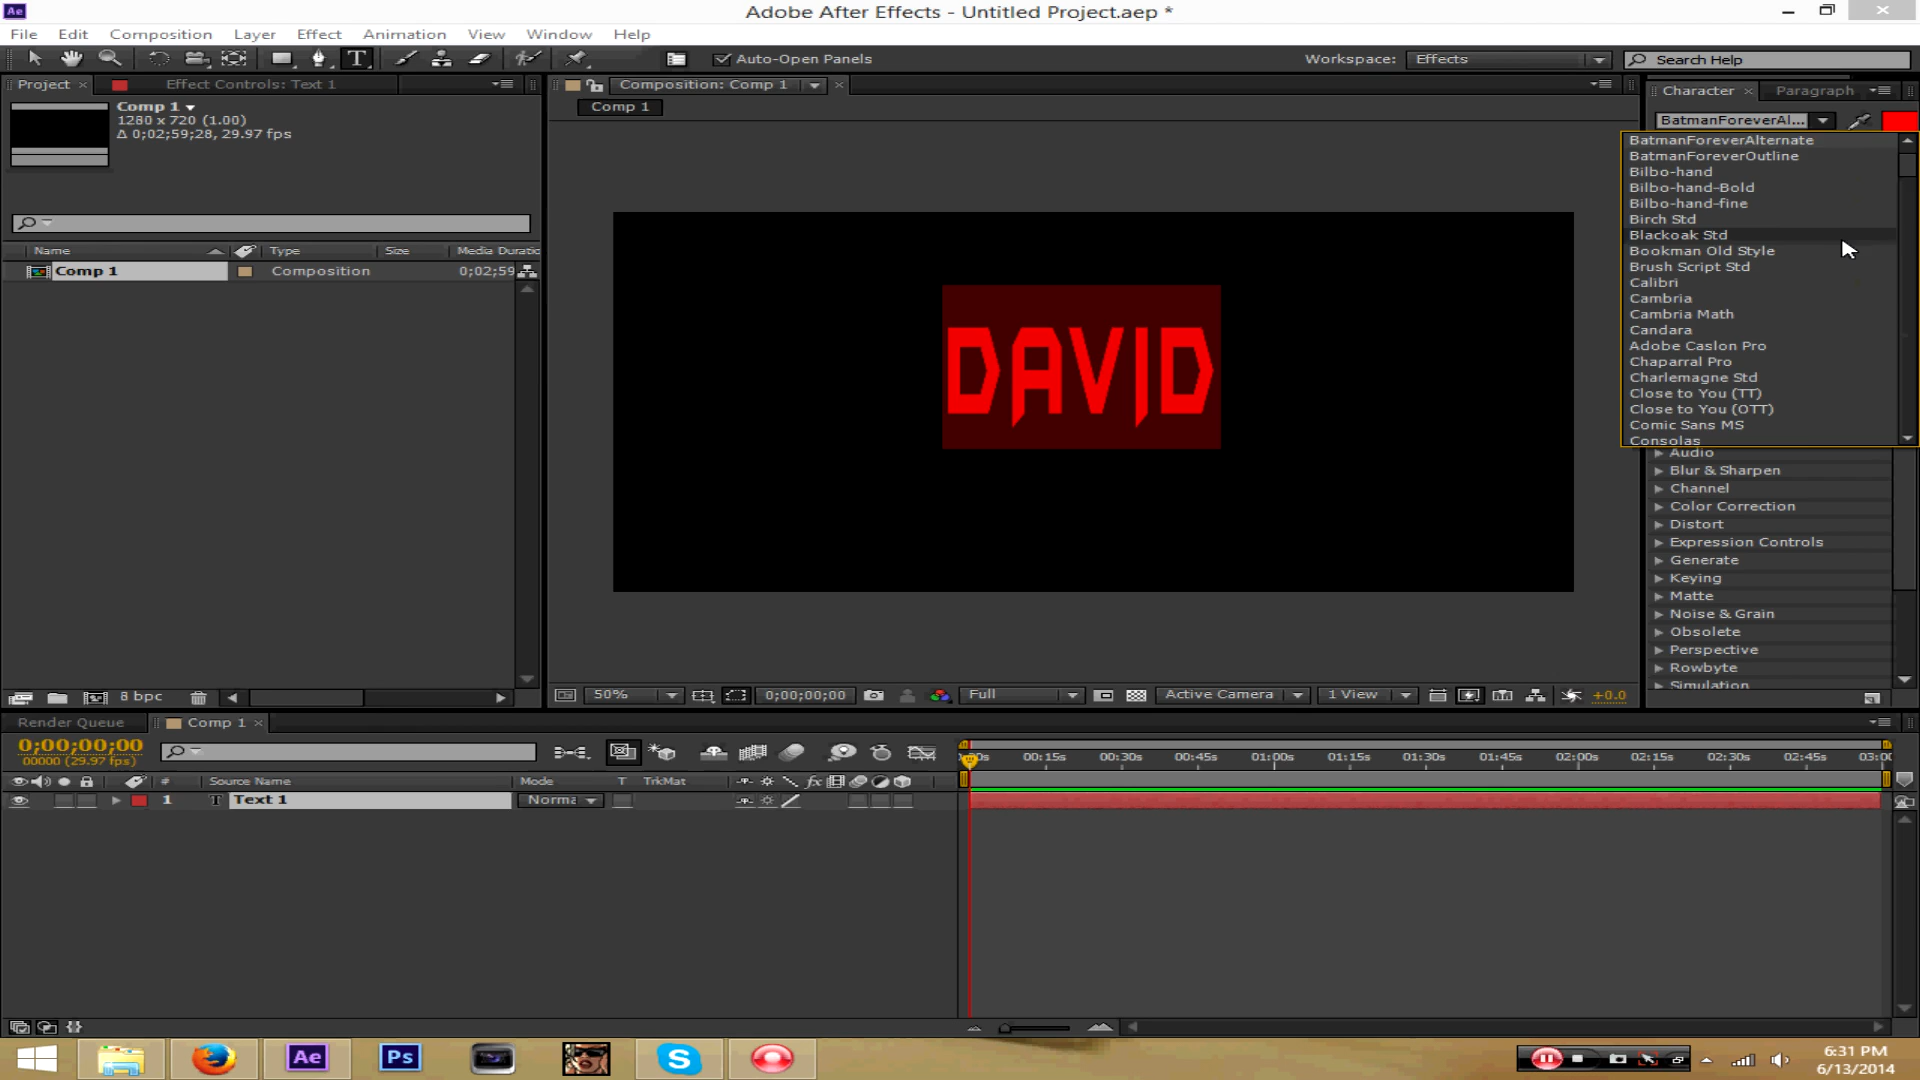 Ae Adobe After Effects - Untitled Project.aep *
File Edit Composition Layer Effect Animation View Window Help
T Auto-Open Panels Workspace: Effects Search Help
Project Effect Controls: Text 1 Composition: Comp 1 Character Paragraph
Comp 1
1280 x 720 (1.00)
Δ 0;02;59;28, 29.97 fps
Comp 1
BatmanForeverAl...
BatmanForeverAlternate
BatmanForeverOutline
Bilbo-hand
Bilbo-hand-Bold
Bilbo-hand-fine
Birch Std
Blackoak Std
Bookman Old Style
Brush Script Std
Calibri
Cambria
Cambria Math
Candara
Adobe Caslon Pro
Chaparral Pro
Charlemagne Std
Close to You (TT)
Close to You (OTT)
Comic Sans MS
Consolas
Name Type Size Media Duratic
Comp 1 Composition 0;02;59
DAVID
Audio
Blur & Sharpen
Channel
Color Correction
Distort
Expression Controls
Generate
Keying
Matte
Noise & Grain
Obsolete
Perspective
Rowbyte
Simulation
8 bpc
50% 0;00;00;00 Full Active Camera 1 View +0.0
Render Queue Comp 1
0;00;00;00
00000 (29.97 fps)
00:15s 00:30s 00:45s 01:00s 01:15s 01:30s 01:45s 02:00s 02:15s 02:30s 02:45s 03:00
# Source Name Mode T TrkMat fx
1 T Text 1 Norma
Ae Ps S
6:31 PM
6/13/2014